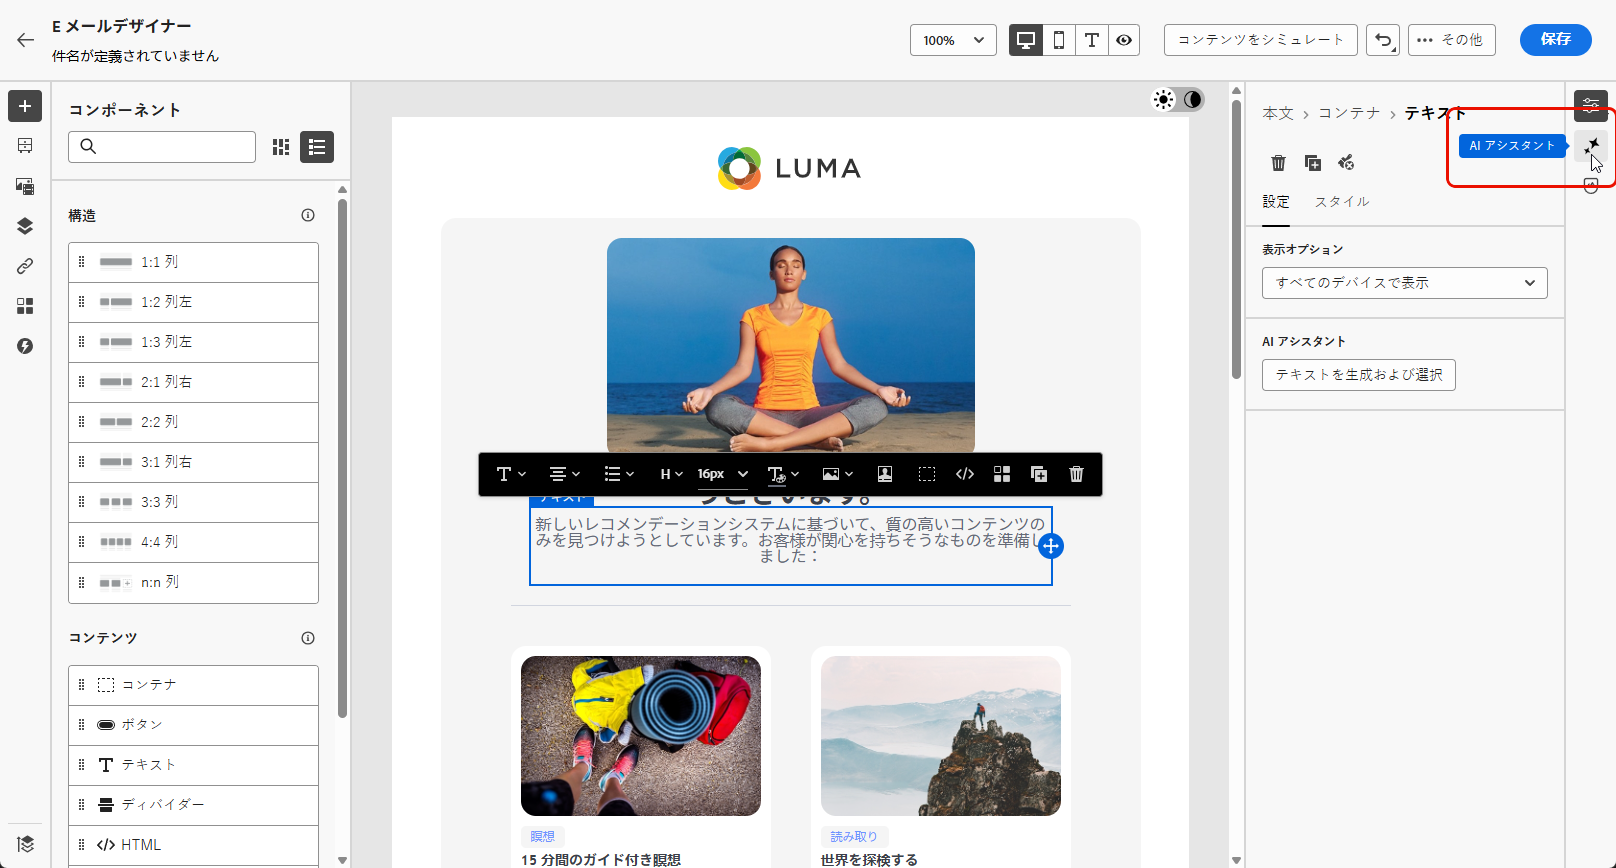 E メールデザイナー
件名が定義されていません
100%
コンテンツをシミュレート
その他
保存
コンポーネント
構造
1:1 列
1:2 列左
1:3 列左
2:1 列右
2:2 列
3:1 列右
3:3 列
4:4 列
n:n 列
コンテンツ
コンテナ
ボタン
テキスト
ディバイダー
HTML
LUMA
H
16px
うございます。
テキスト
新しいレコメンデーションシステムに基づいて、質の高いコンテンツの
みを見つけようとしています。お客様が関心を持ちそうなものを準備し
ました：
瞑想
15 分間のガイド付き瞑想
読み取り
世界を探検する
本文 › コンテナ › テキスト
AI アシスタント
設定
スタイル
表示オプション
すべてのデバイスで表示
AI アシスタント
テキストを生成および選択